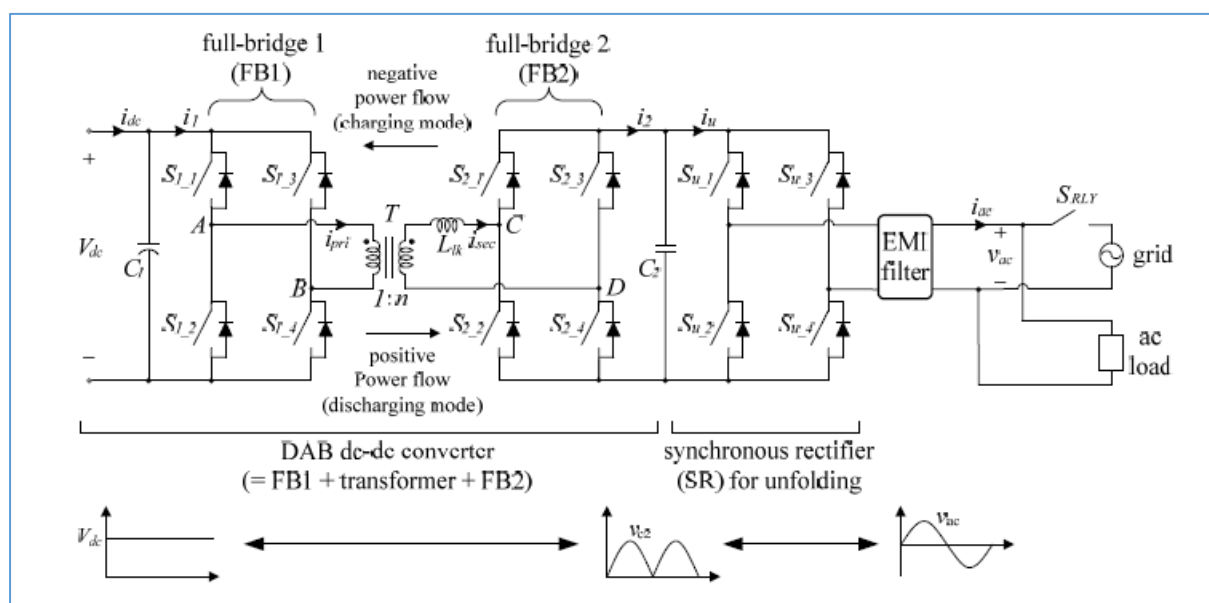 full-bridge 1
(FB1)
full-bridge 2
(FB2)
negative
power flow
(charging mode)
i_dc
i_1
i_2
i_u
+
S_1_1
S_1_3
S_2_1
S_2_3
S_u_1
S_u_3
S_RLY
A
T
C
i_pri
L_lk
i_sec
i_ac
V_dc
C_1
C_2
EMI
filter
+
v_ac
−
grid
B
1:n
D
S_1_2
S_1_4
S_2_2
S_2_4
S_u_2
S_u_4
−
positive
Power flow
(discharging mode)
ac
load
DAB dc-dc converter
(= FB1 + transformer + FB2)
synchronous rectifier
(SR) for unfolding
V_dc
v_c2
v_ac